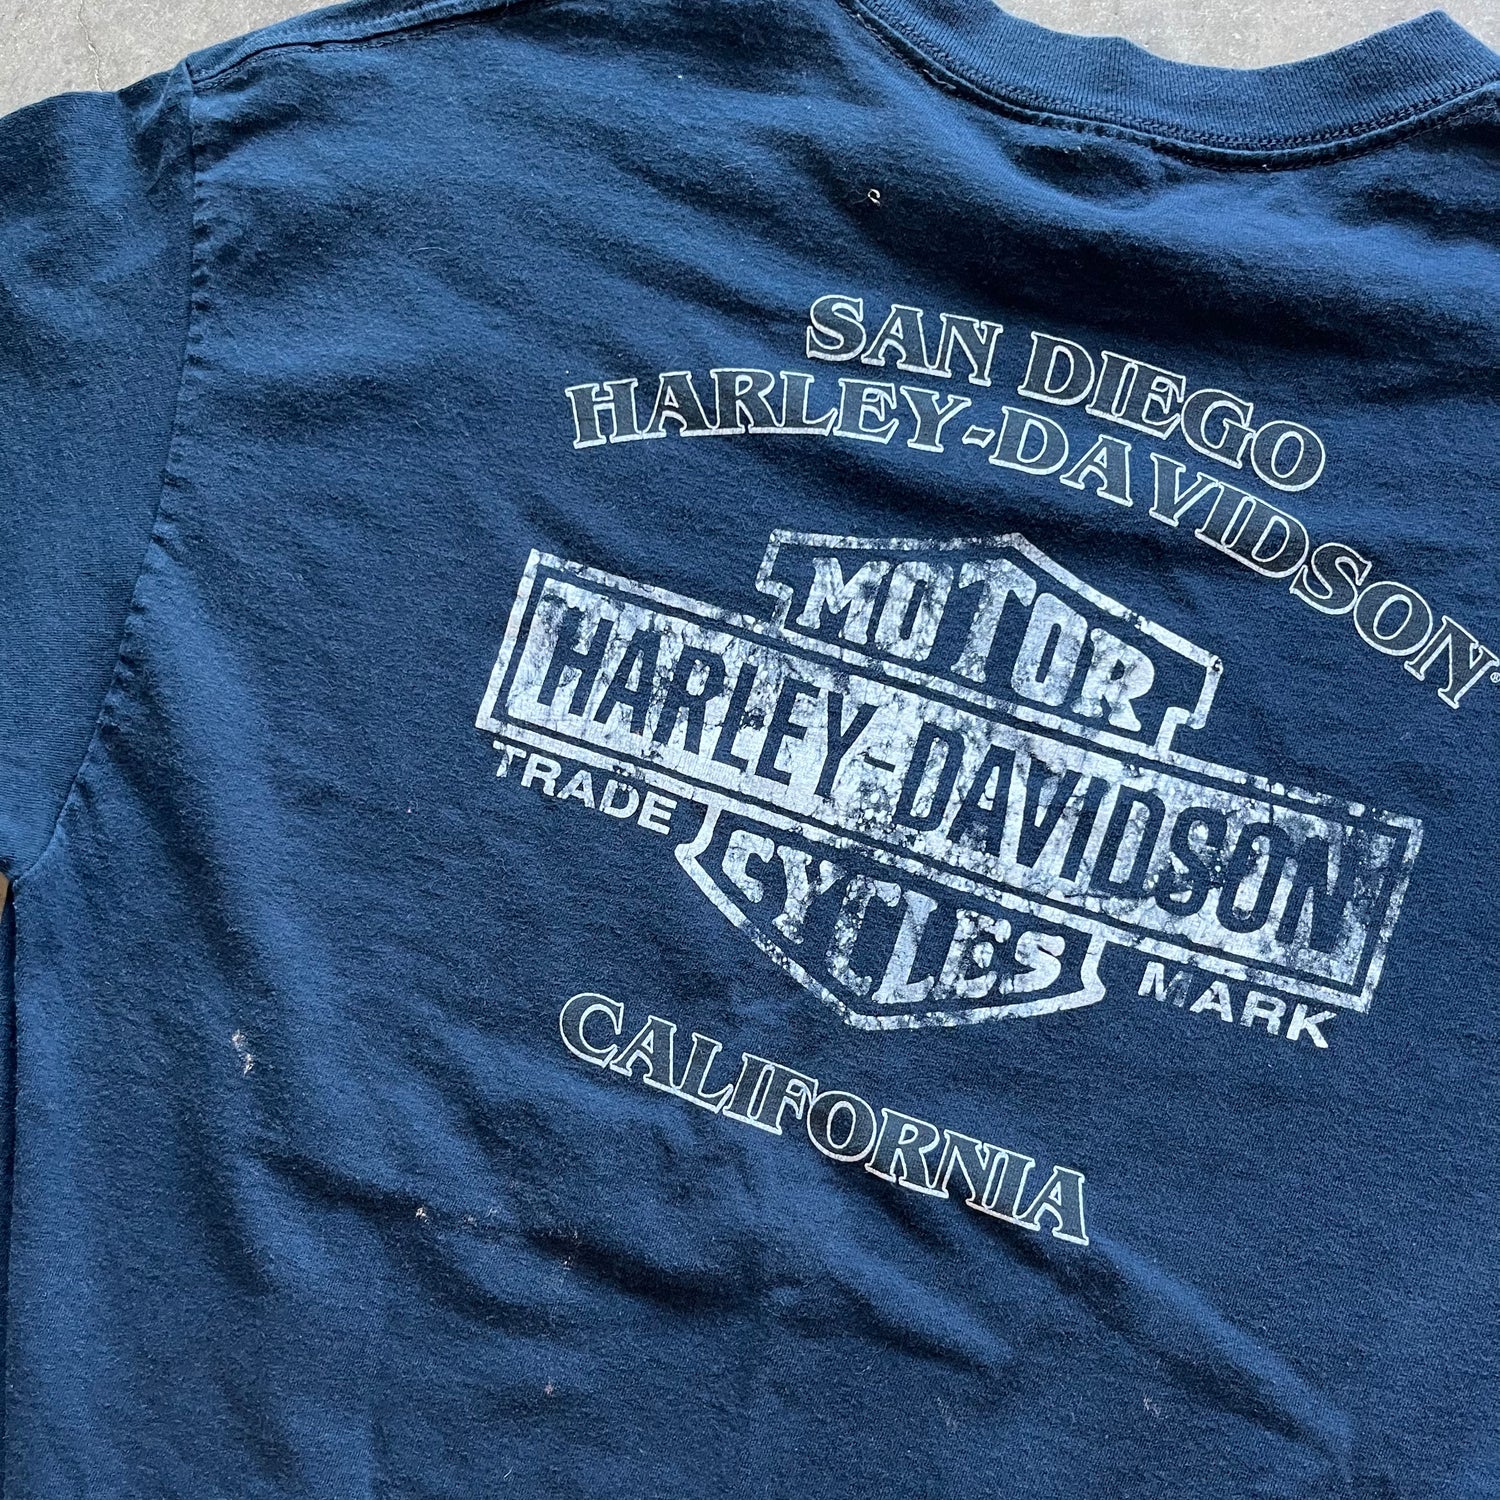 SAN DIEGO
HARLEY-DAVIDSON®
MOTOR
HARLEY-DAVIDSON
TRADE MARK
CYCLES
CALIFORNIA